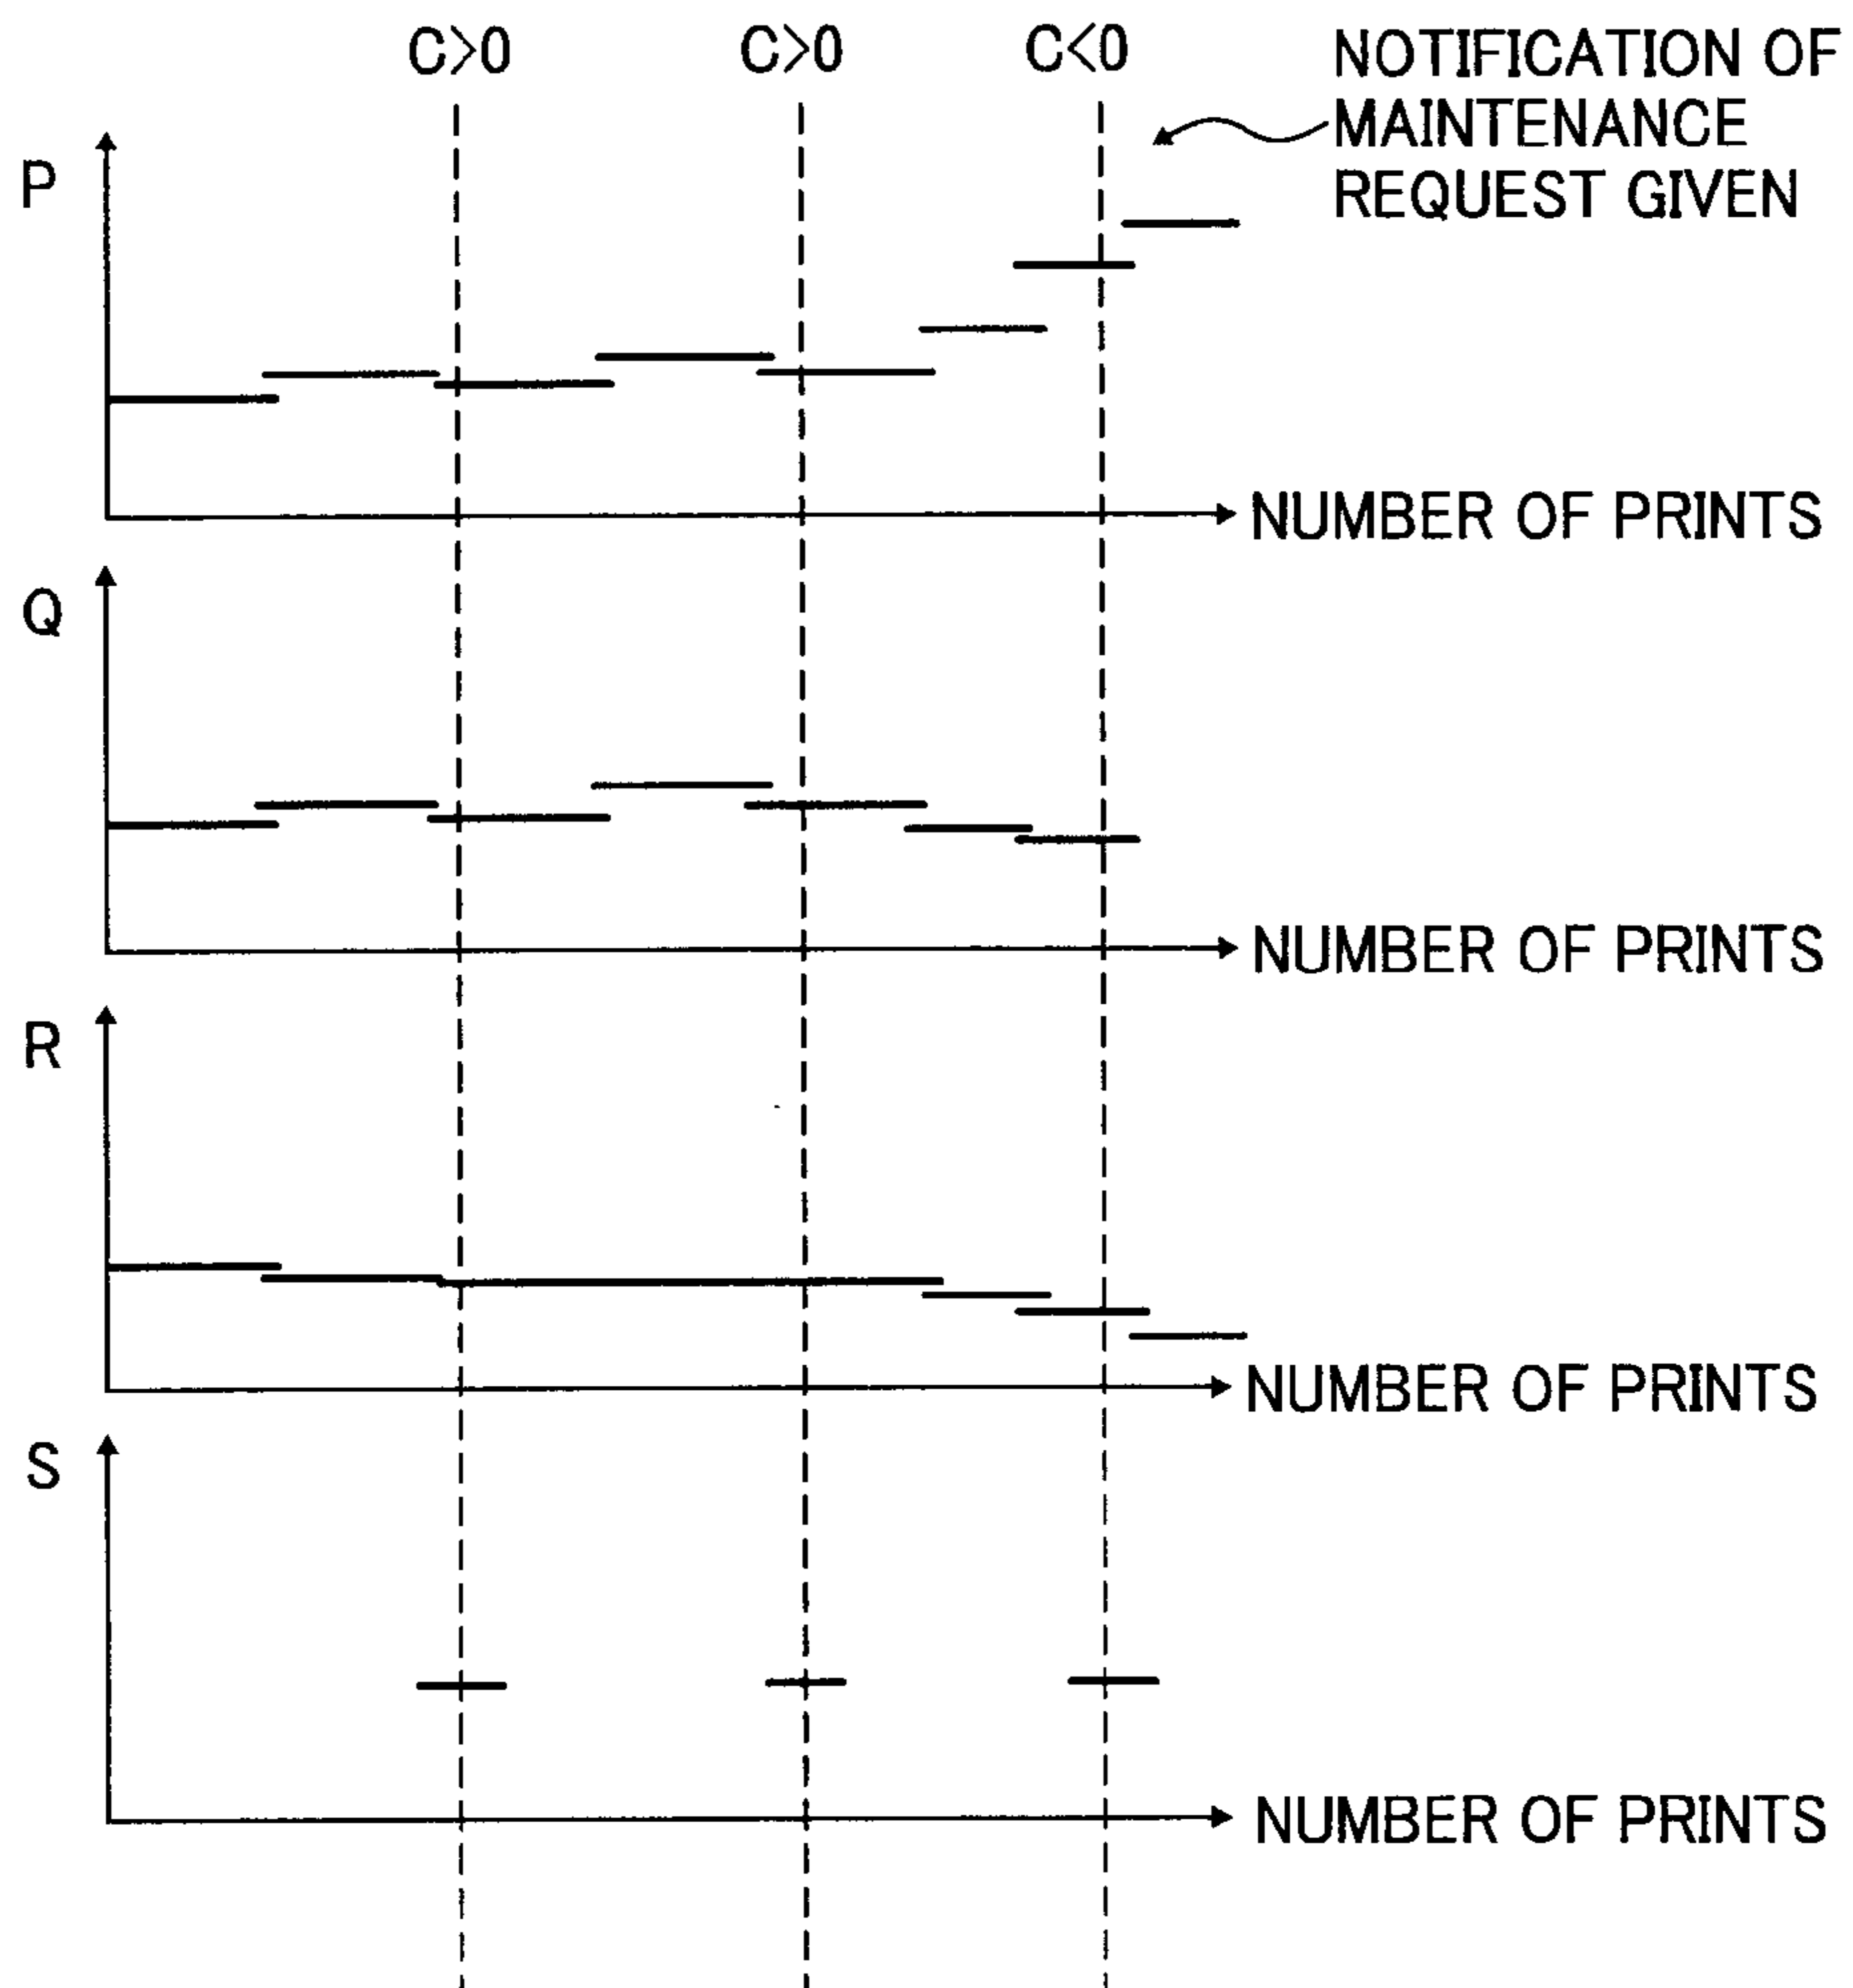 C>0
C>0
C<0
NOTIFICATION OF
MAINTENANCE
REQUEST GIVEN
P
NUMBER OF PRINTS
Q
NUMBER OF PRINTS
R
NUMBER OF PRINTS
S
NUMBER OF PRINTS